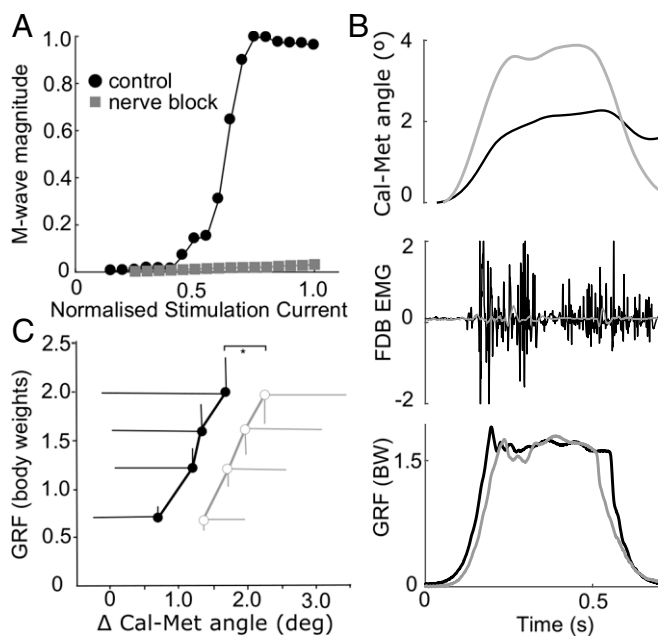 A
M-wave magnitude
1.0
0.8
0.6
0.4
0.2
0
control
nerve block
0
0.5
1.0
Normalised Stimulation Current
B
Cal-Met angle (º)
4
2
0
FDB EMG
2
0
-2
GRF (BW)
1.5
0
0
0.5
Time (s)
C
GRF (body weights)
2.5
2.0
1.5
1.0
0.5
0
*
0
1.0
2.0
3.0
Δ Cal-Met angle (deg)